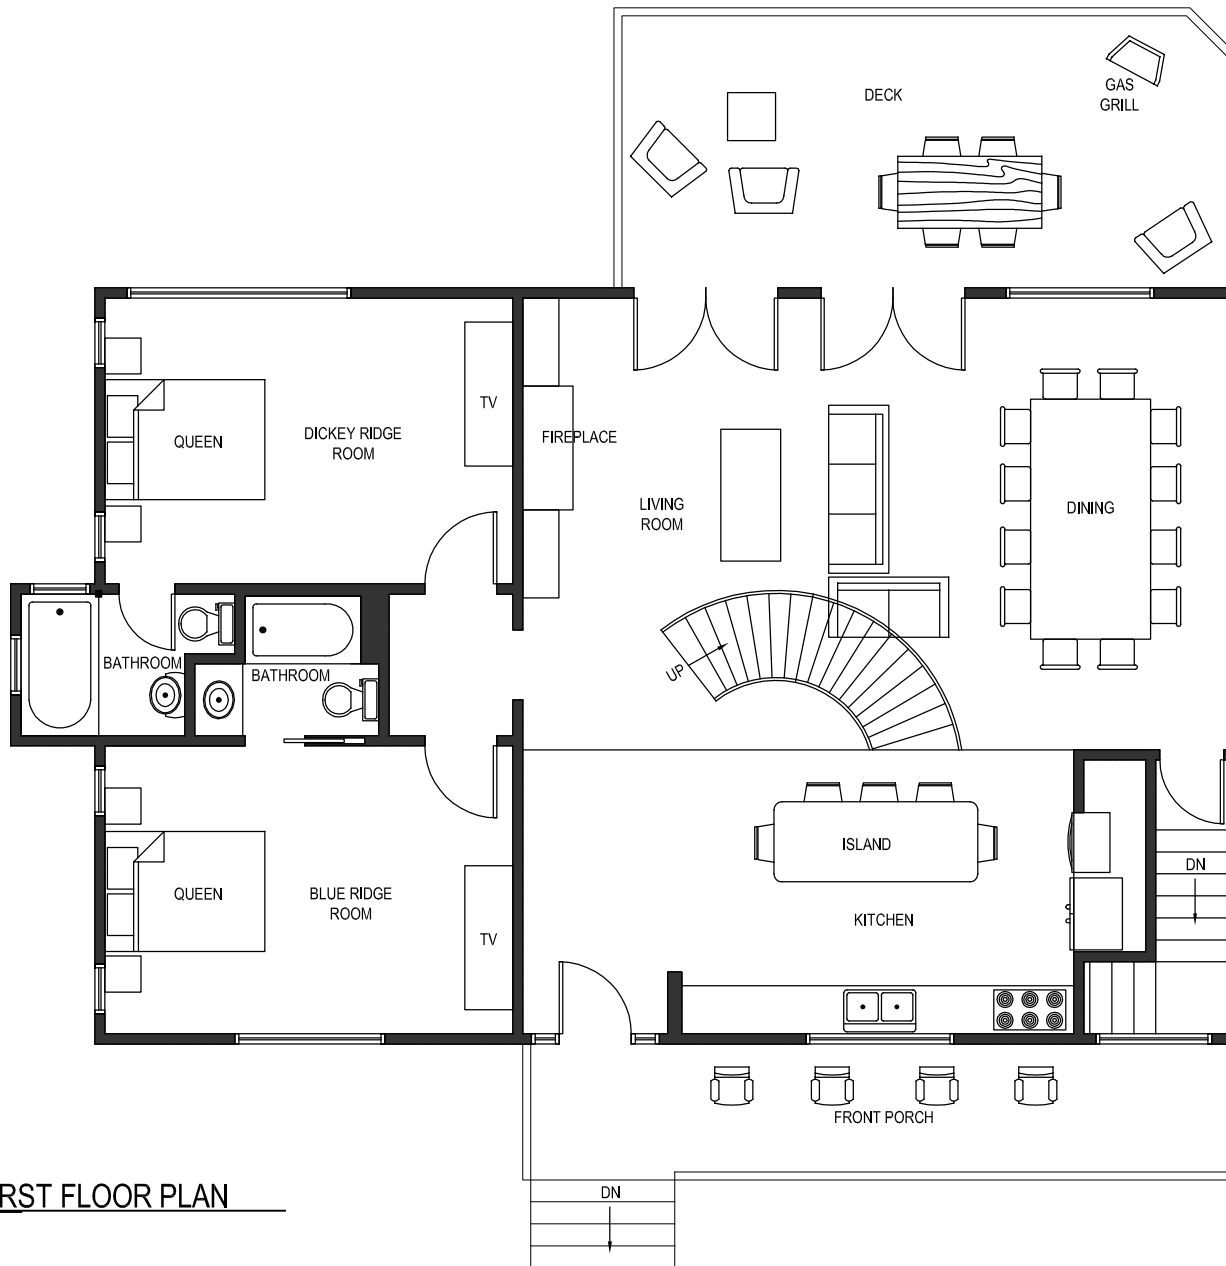 DECK
GAS
GRILL
QUEEN
DICKEY RIDGE
ROOM
TV
FIREPLACE
LIVING
ROOM
DINING
BATHROOM
BATHROOM
UP
QUEEN
BLUE RIDGE
ROOM
TV
ISLAND
KITCHEN
DN
FRONT PORCH
DN
RST FLOOR PLAN